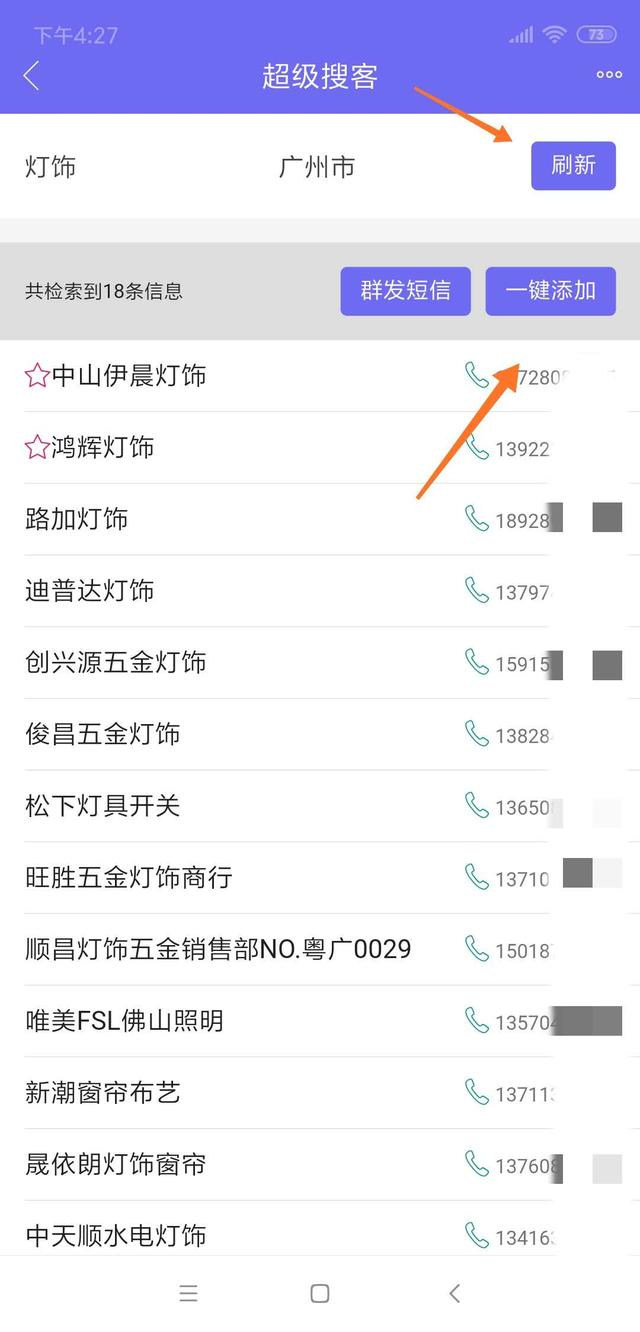 下午4:27
73
超级搜客
灯饰 广州市 刷新
共检索到18条信息 群发短信 一键添加
中山伊晨灯饰
鸿辉灯饰 13922
路加灯饰 18928
迪普达灯饰 13797
创兴源五金灯饰 15915
俊昌五金灯饰 13828
松下灯具开关 13650
旺胜五金灯饰商行 13710
顺昌灯饰五金销售部NO.粤广0029 15018
唯美FSL佛山照明 13570
新潮窗帘布艺 13711
晟依朗灯饰窗帘 13760
中天顺水电灯饰 13416